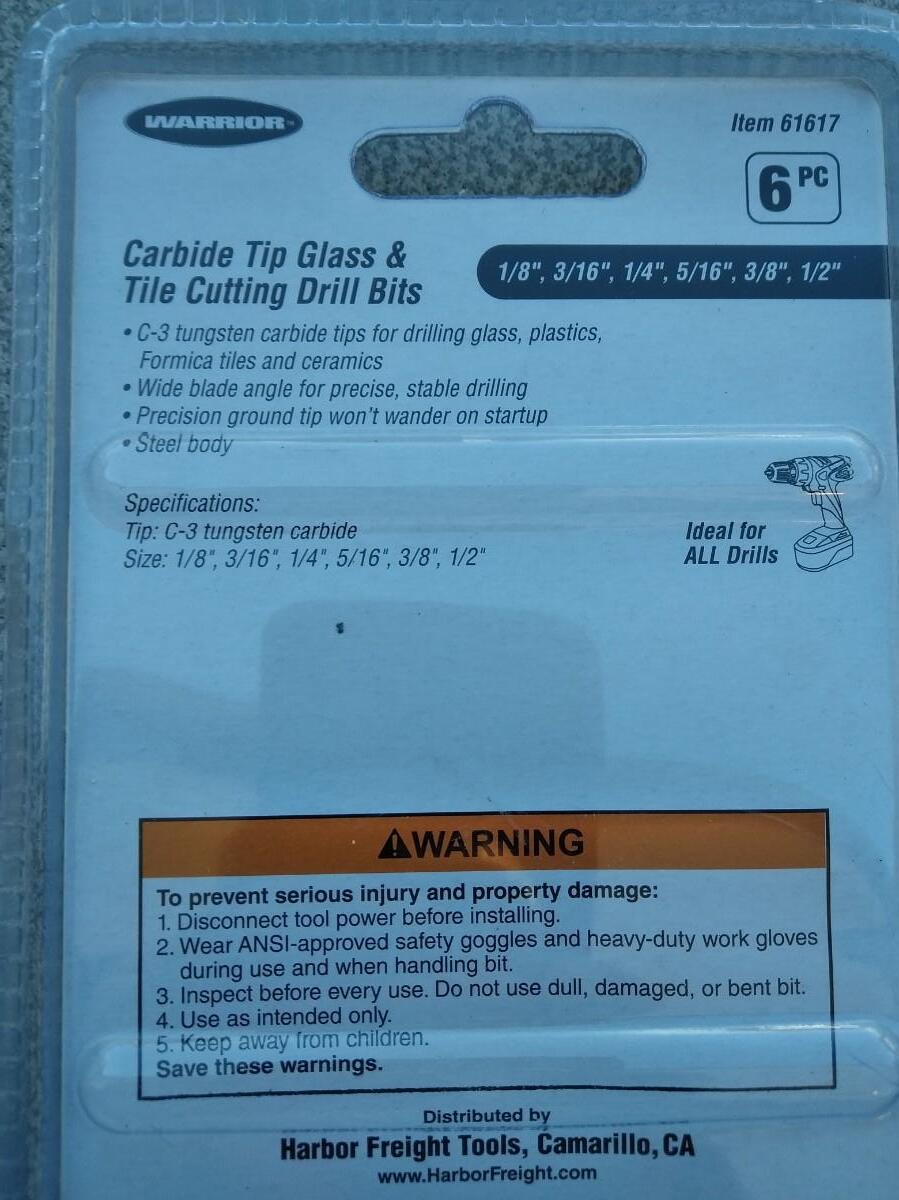 WARRIOR™
Item 61617
6 PC
Carbide Tip Glass &
Tile Cutting Drill Bits
1/8", 3/16", 1/4", 5/16", 3/8", 1/2"
• C-3 tungsten carbide tips for drilling glass, plastics,
Formica tiles and ceramics
• Wide blade angle for precise, stable drilling
• Precision ground tip won't wander on startup
• Steel body
Specifications:
Tip: C-3 tungsten carbide
Size: 1/8", 3/16", 1/4", 5/16", 3/8", 1/2"
Ideal for
ALL Drills
⚠WARNING
To prevent serious injury and property damage:
1. Disconnect tool power before installing.
2. Wear ANSI-approved safety goggles and heavy-duty work gloves
during use and when handling bit.
3. Inspect before every use. Do not use dull, damaged, or bent bit.
4. Use as intended only.
5. Keep away from children.
Save these warnings.
Distributed by
Harbor Freight Tools, Camarillo, CA
www.HarborFreight.com